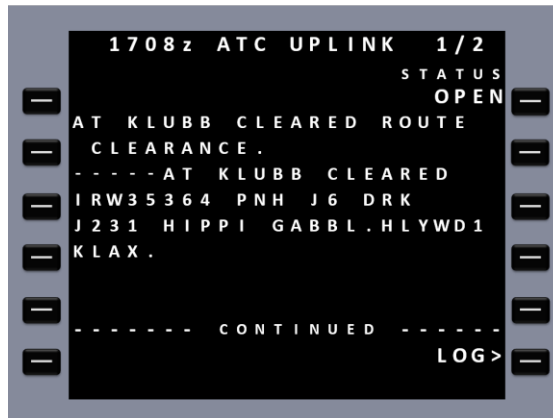 1708z ATC UPLINK 1/2
STATUS
OPEN
AT KLUBB CLEARED ROUTE
CLEARANCE.
-----AT KLUBB CLEARED
IRW35364 PNH J6 DRK
J231 HIPPI GABBL.HLYWD1
KLAX.
------- CONTINUED ------
LOG>